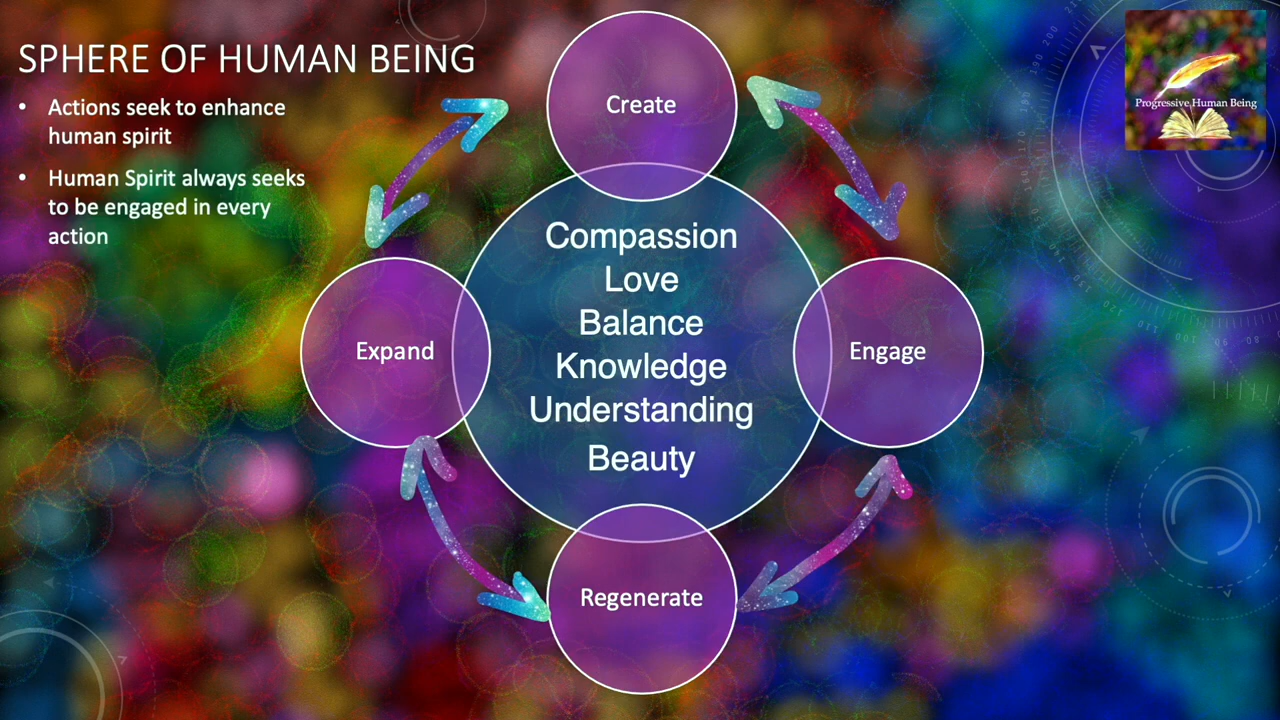 SPHERE OF HUMAN BEING
• Actions seek to enhance
human spirit
• Human Spirit always seeks
to be engaged in every
action
Create
Progressive Human Being
Compassion
Love
Balance
Knowledge
Understanding
Beauty
Expand
Engage
Regenerate